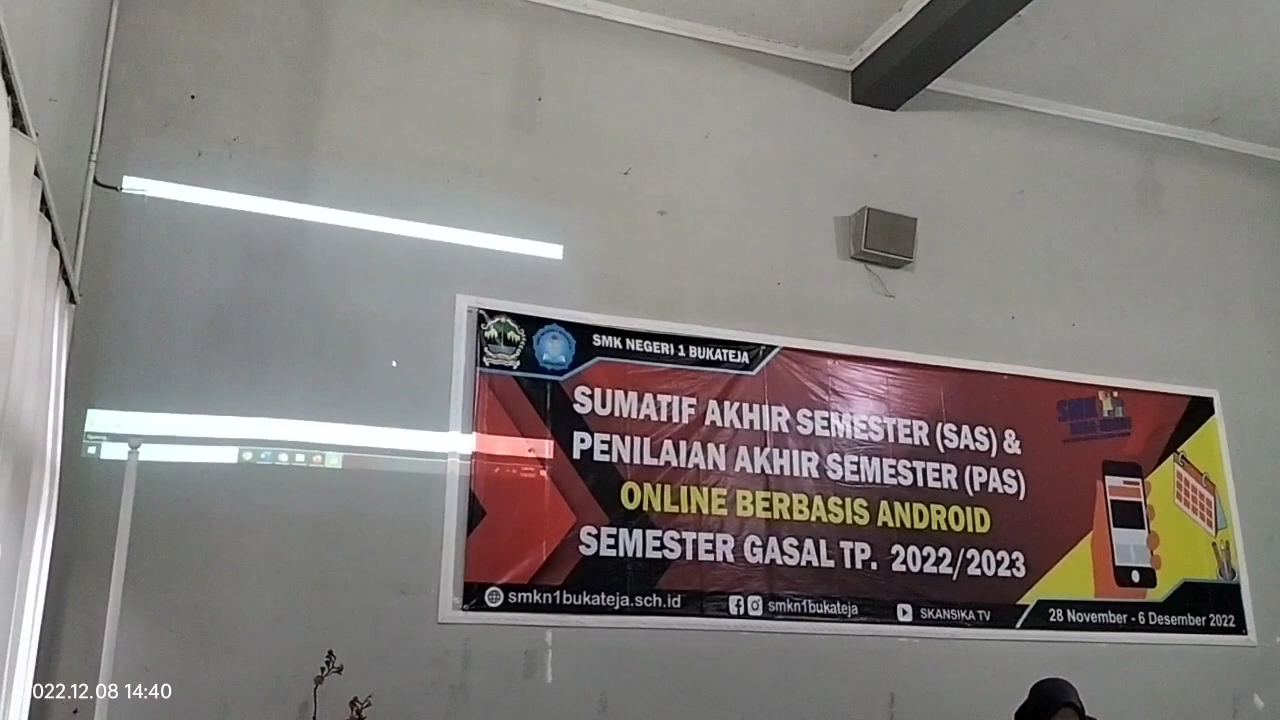 SMK NEGERI 1 BUKATEJA
SUMATIF AKHIR SEMESTER (SAS) &
PENILAIAN AKHIR SEMESTER (PAS)
ONLINE BERBASIS ANDROID
SEMESTER GASAL TP. 2022/2023
smkn1bukateja.sch.id
smkn1bukateja
SKANSIKA TV
28 November - 6 Desember 2022
2022.12.08 14:40